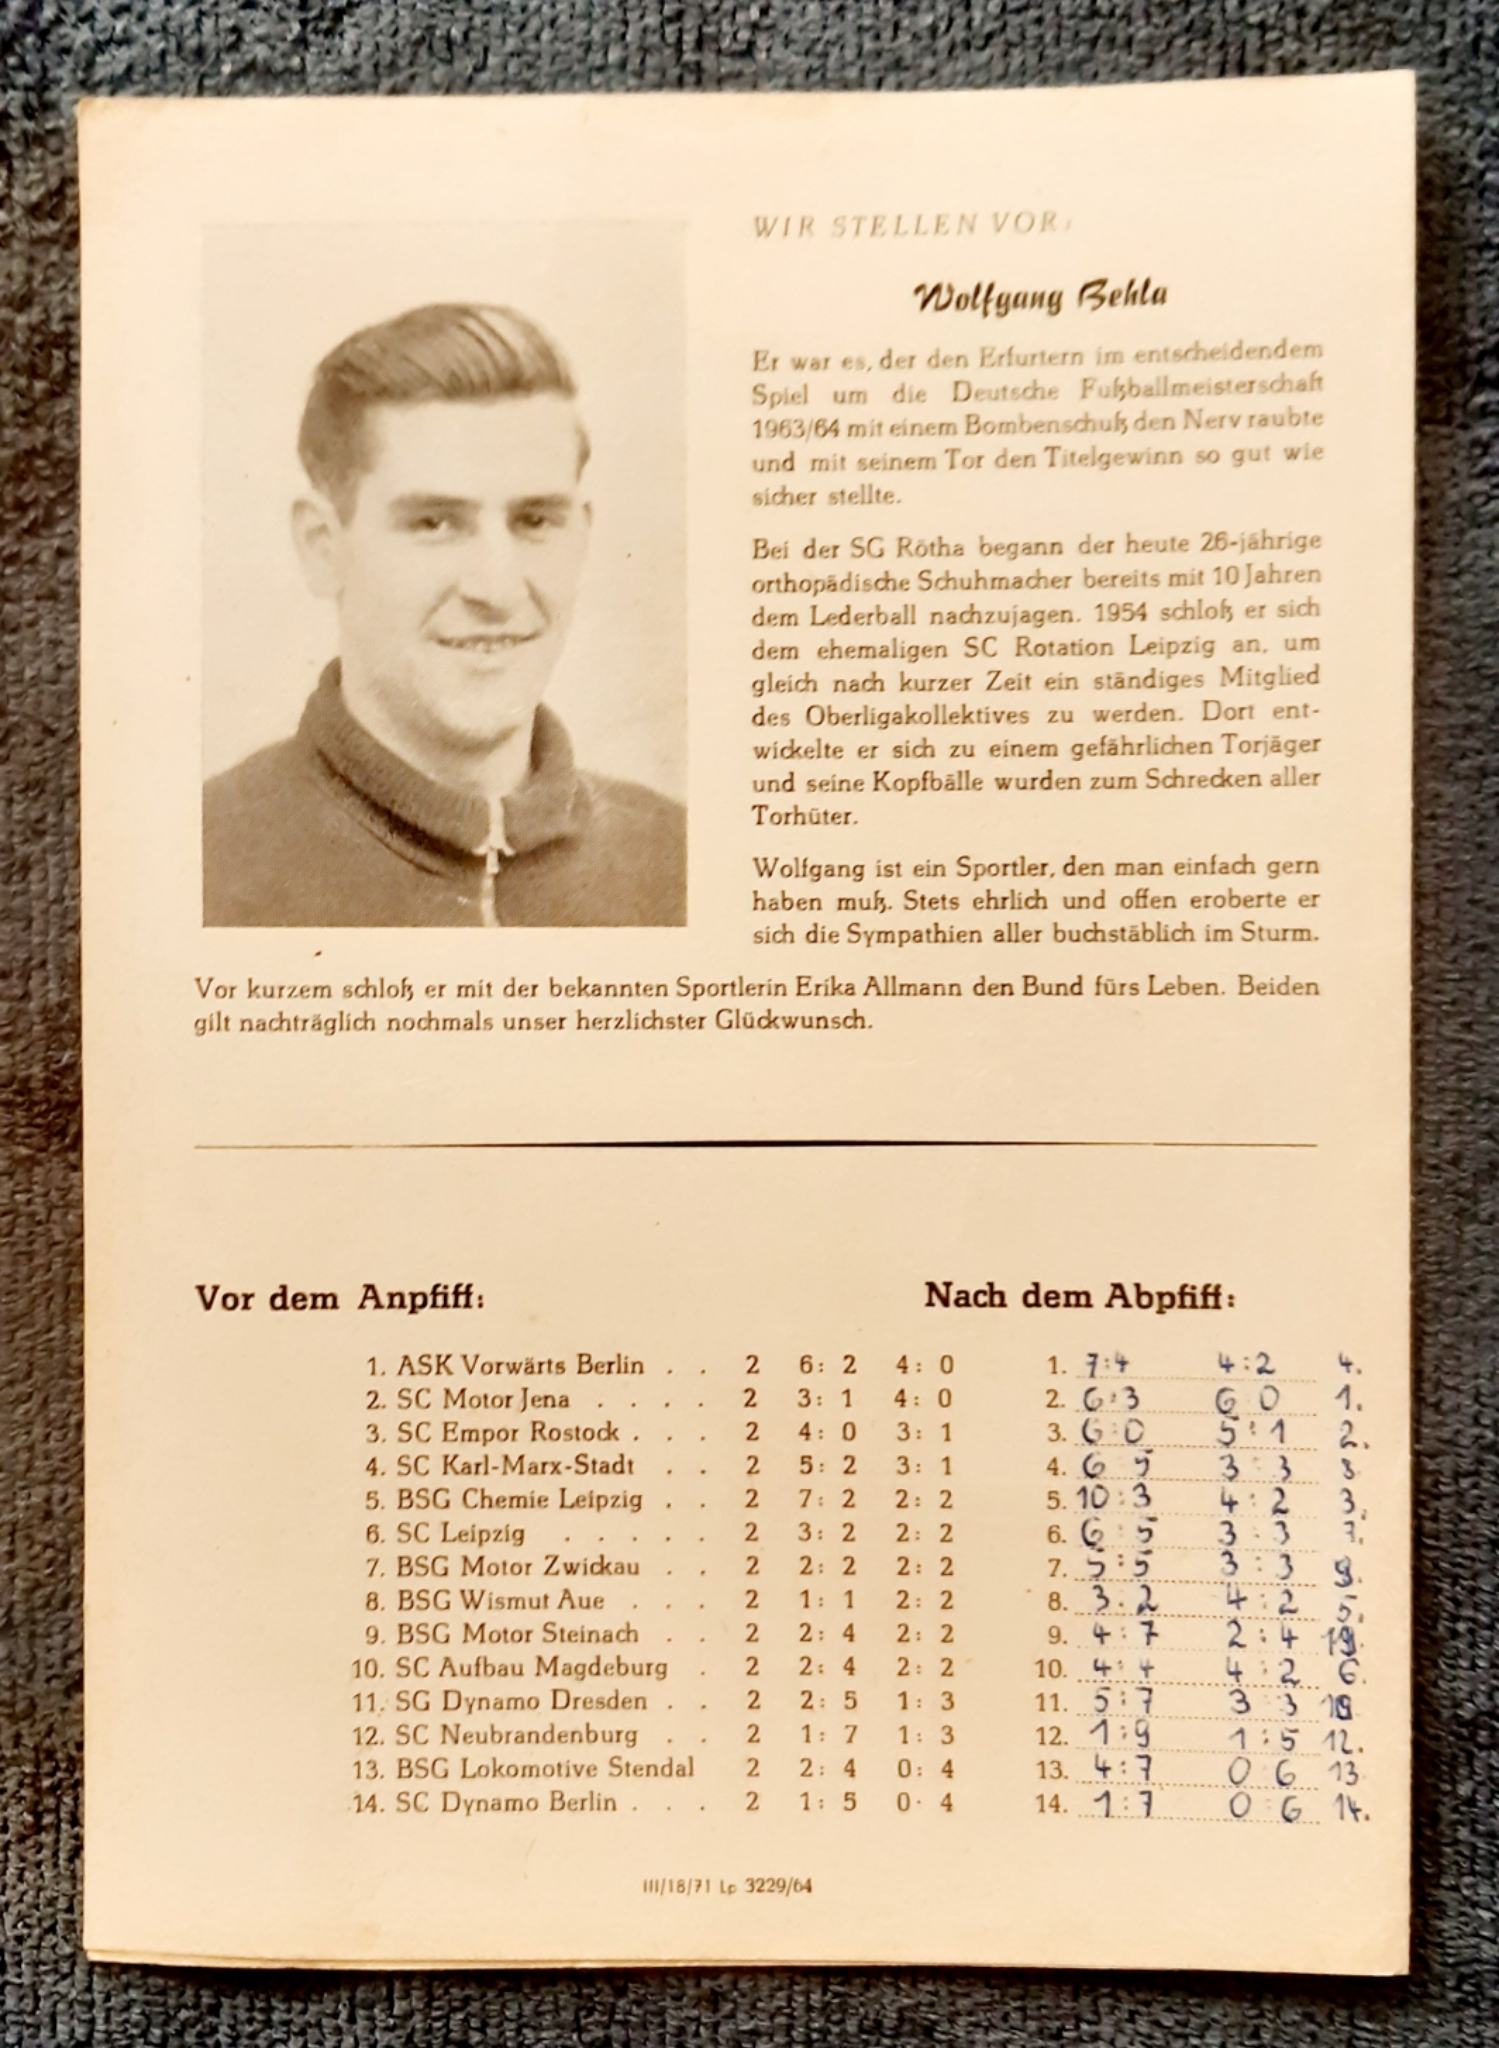 WIR STELLEN VOR:
Wolfgang Behla
Er war es, der den Erfurtern im entscheidendem
Spiel um die Deutsche Fußballmeisterschaft
1963/64 mit einem Bombenschuß den Nerv raubte
und mit seinem Tor den Titelgewinn so gut wie
sicher stellte.
Bei der SG Rötha begann der heute 26-jährige
orthopädische Schuhmacher bereits mit 10 Jahren
dem Lederball nachzujagen. 1954 schloß er sich
dem ehemaligen SC Rotation Leipzig an, um
gleich nach kurzer Zeit ein ständiges Mitglied
des Oberligakollektives zu werden. Dort ent-
wickelte er sich zu einem gefährlichen Torjäger
und seine Kopfbälle wurden zum Schrecken aller
Torhüter.
Wolfgang ist ein Sportler, den man einfach gern
haben muß. Stets ehrlich und offen eroberte er
sich die Sympathien aller buchstäblich im Sturm.
Vor kurzem schloß er mit der bekannten Sportlerin Erika Allmann den Bund fürs Leben. Beiden
gilt nachträglich nochmals unser herzlichster Glückwunsch.
Vor dem Anpfiff: Nach dem Abpfiff:
1. ASK Vorwärts Berlin . . 2 6: 2 4: 0 1. 7:4 4:2 4.
2. SC Motor Jena . . . . 2 3: 1 4: 0 2. 6:3 6 0 1.
3. SC Empor Rostock . . . 2 4: 0 3: 1 3. 6:0 5:1 2.
4. SC Karl-Marx-Stadt . . 2 5: 2 3: 1 4. 6 5 3:3
5. BSG Chemie Leipzig . . 2 7: 2 2: 2 5. 10:3 4:2 3.
6. SC Leipzig . . . . . 2 3: 2 2: 2 6. 6:5 3:3
7. BSG Motor Zwickau . . 2 2: 2 2: 2 7. 5:5 3:3
8. BSG Wismut Aue . . . 2 1: 1 2: 2 8. 3:2 4:2 5.
9. BSG Motor Steinach . . 2 2: 4 2: 2 9. 4:7 2:4
10. SC Aufbau Magdeburg . 2 2: 4 2: 2 10. 4:4 4:2 6.
11. SG Dynamo Dresden . . 2 2: 5 1: 3 11. 5:7 3 3
12. SC Neubrandenburg . . 2 1: 7 1: 3 12. 1:9 1:5 12.
13. BSG Lokomotive Stendal 2 2: 4 0: 4 13. 4:7 0 6 13
14. SC Dynamo Berlin . . . 2 1: 5 0: 4 14. 1:7 0:6 14.
III/18/71 Lp 3229/64